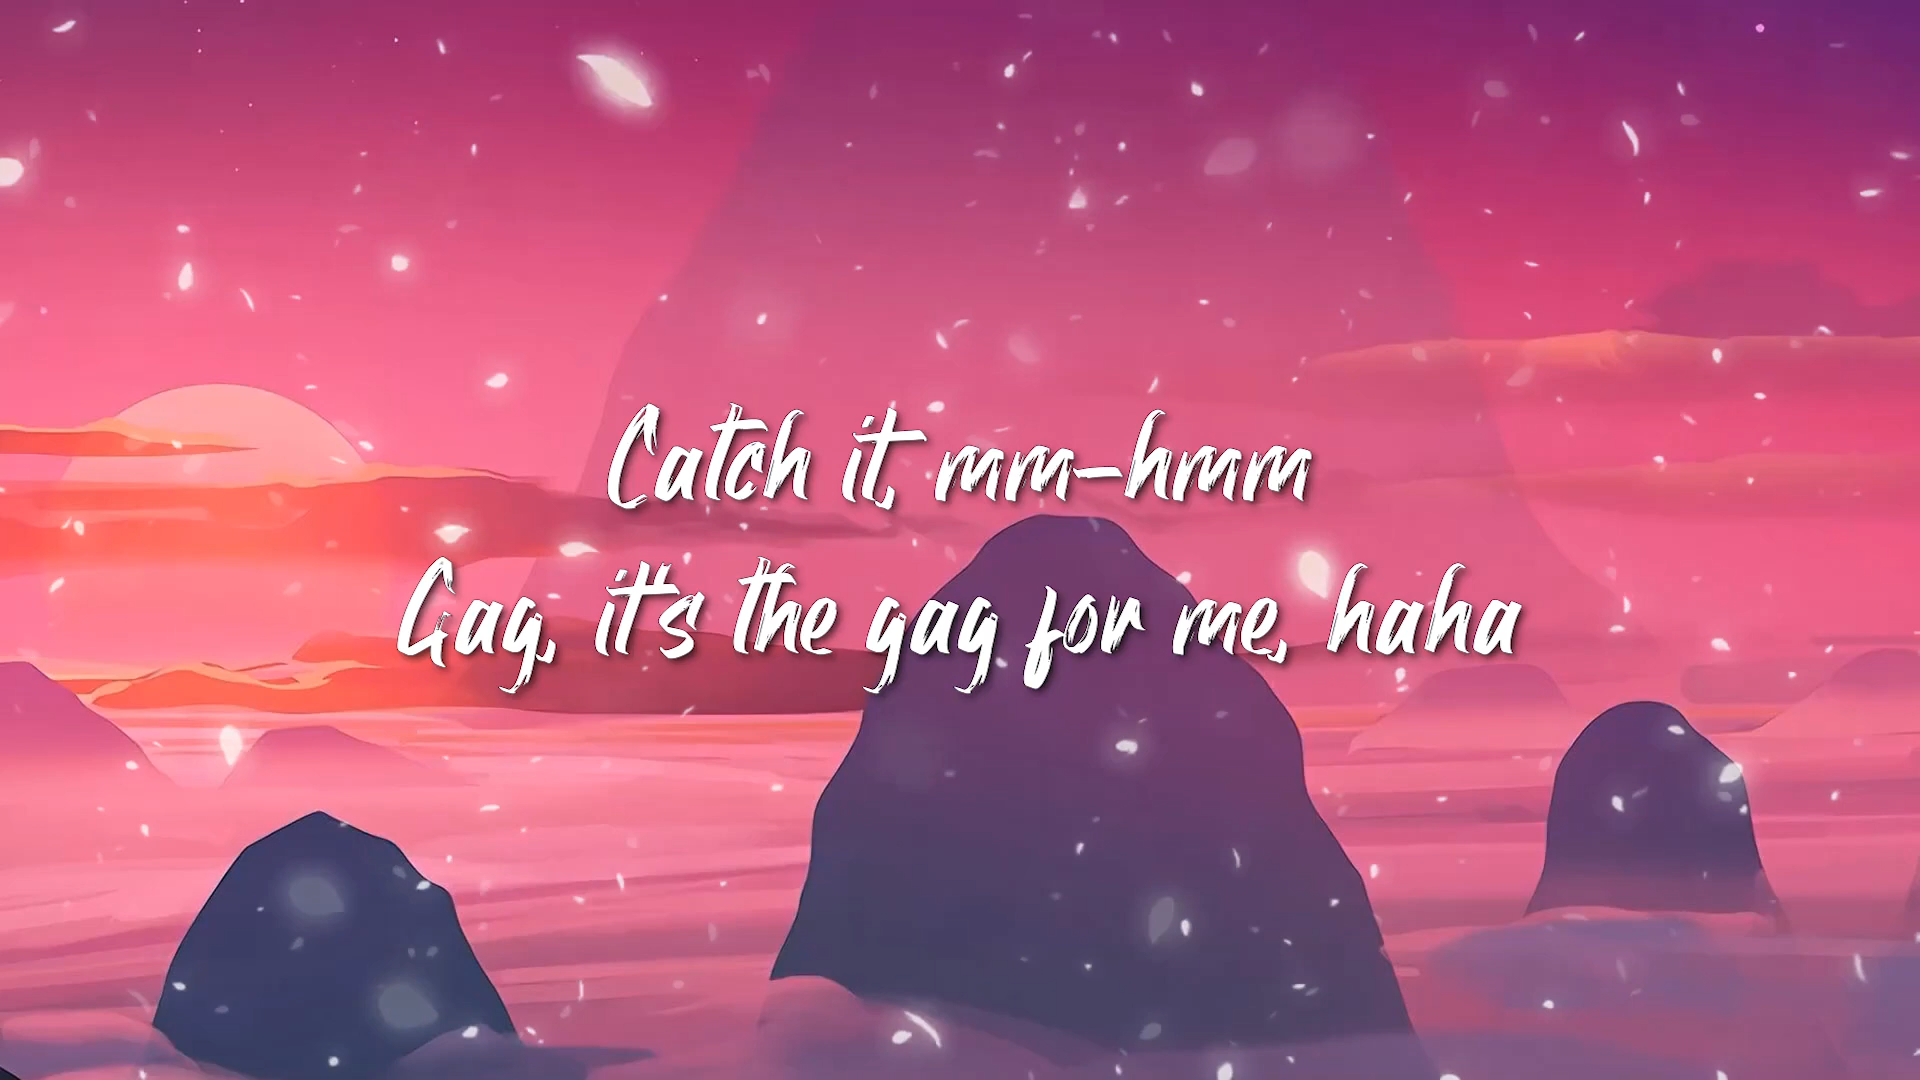 Catch it, mm-hmm
Gag, it's the gag for me, haha